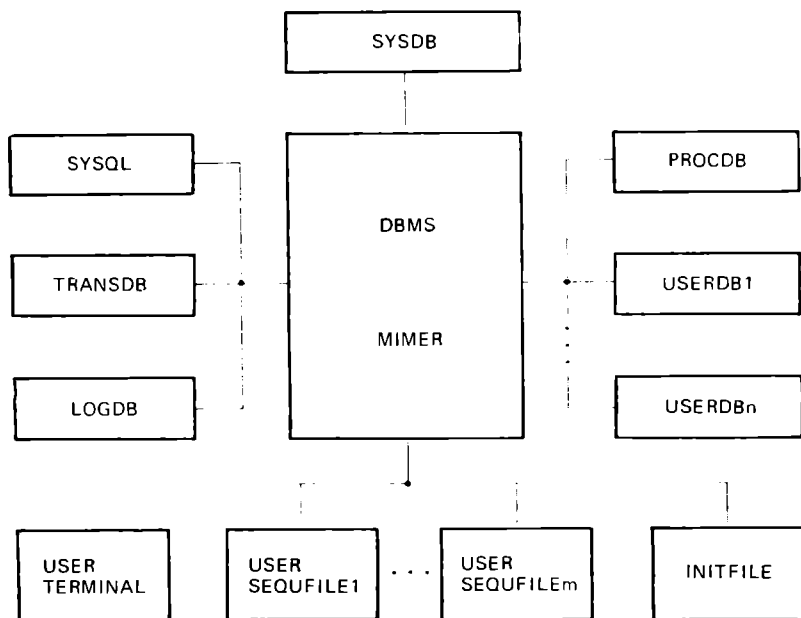 SYSDB
SYSQL
PROCDB
DBMS
TRANSDB
USERDB1
MIMER
LOGDB
USERDBn
USER
TERMINAL
USER
SEQUFILE1
. . .
USER
SEQUFILEm
INITFILE